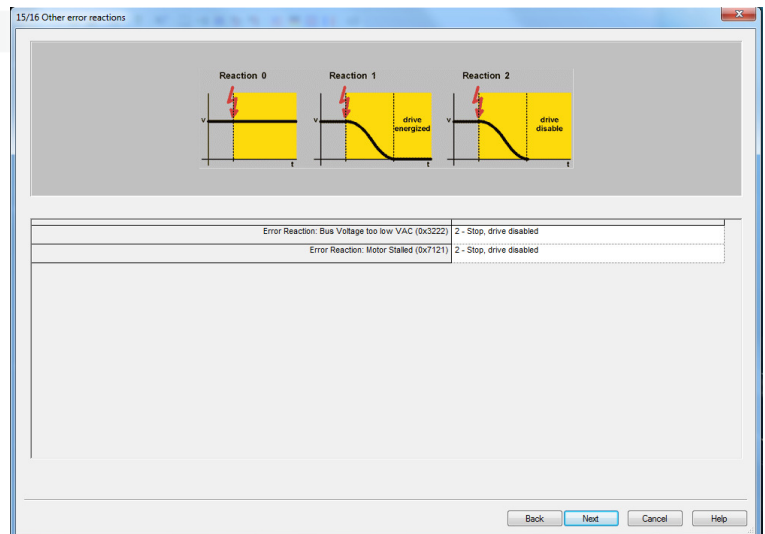 15/16 Other error reactions
Reaction 0
Reaction 1
Reaction 2
v
t
v
drive
energized
t
v
drive
disable
t
Error Reaction: Bus Voltage too low VAC (0x3222) 2 - Stop, drive disabled
Error Reaction: Motor Stalled (0x7121) 2 - Stop, drive disabled
Back Next Cancel Help